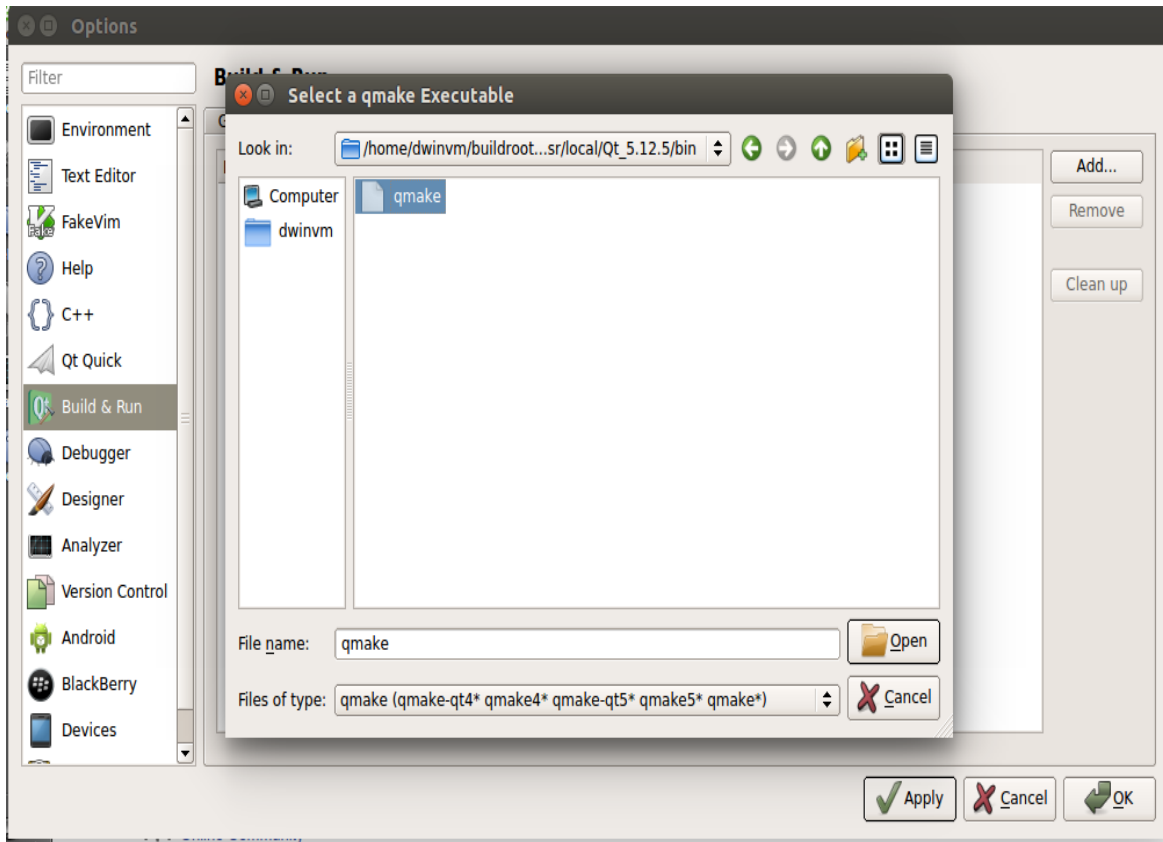 Options
Filter
Build & Run
Select a qmake Executable
Environment
Text Editor
FakeVim
Help
C++
Qt Quick
Build & Run
Debugger
Designer
Analyzer
Version Control
Android
BlackBerry
Devices
Look in:
/home/dwinvm/buildroot...sr/local/Qt_5.12.5/bin
Computer
dwinvm
qmake
File name:
qmake
Open
Files of type:
qmake (qmake-qt4* qmake4* qmake-qt5* qmake5* qmake*)
Cancel
Add...
Remove
Clean up
Apply
Cancel
OK